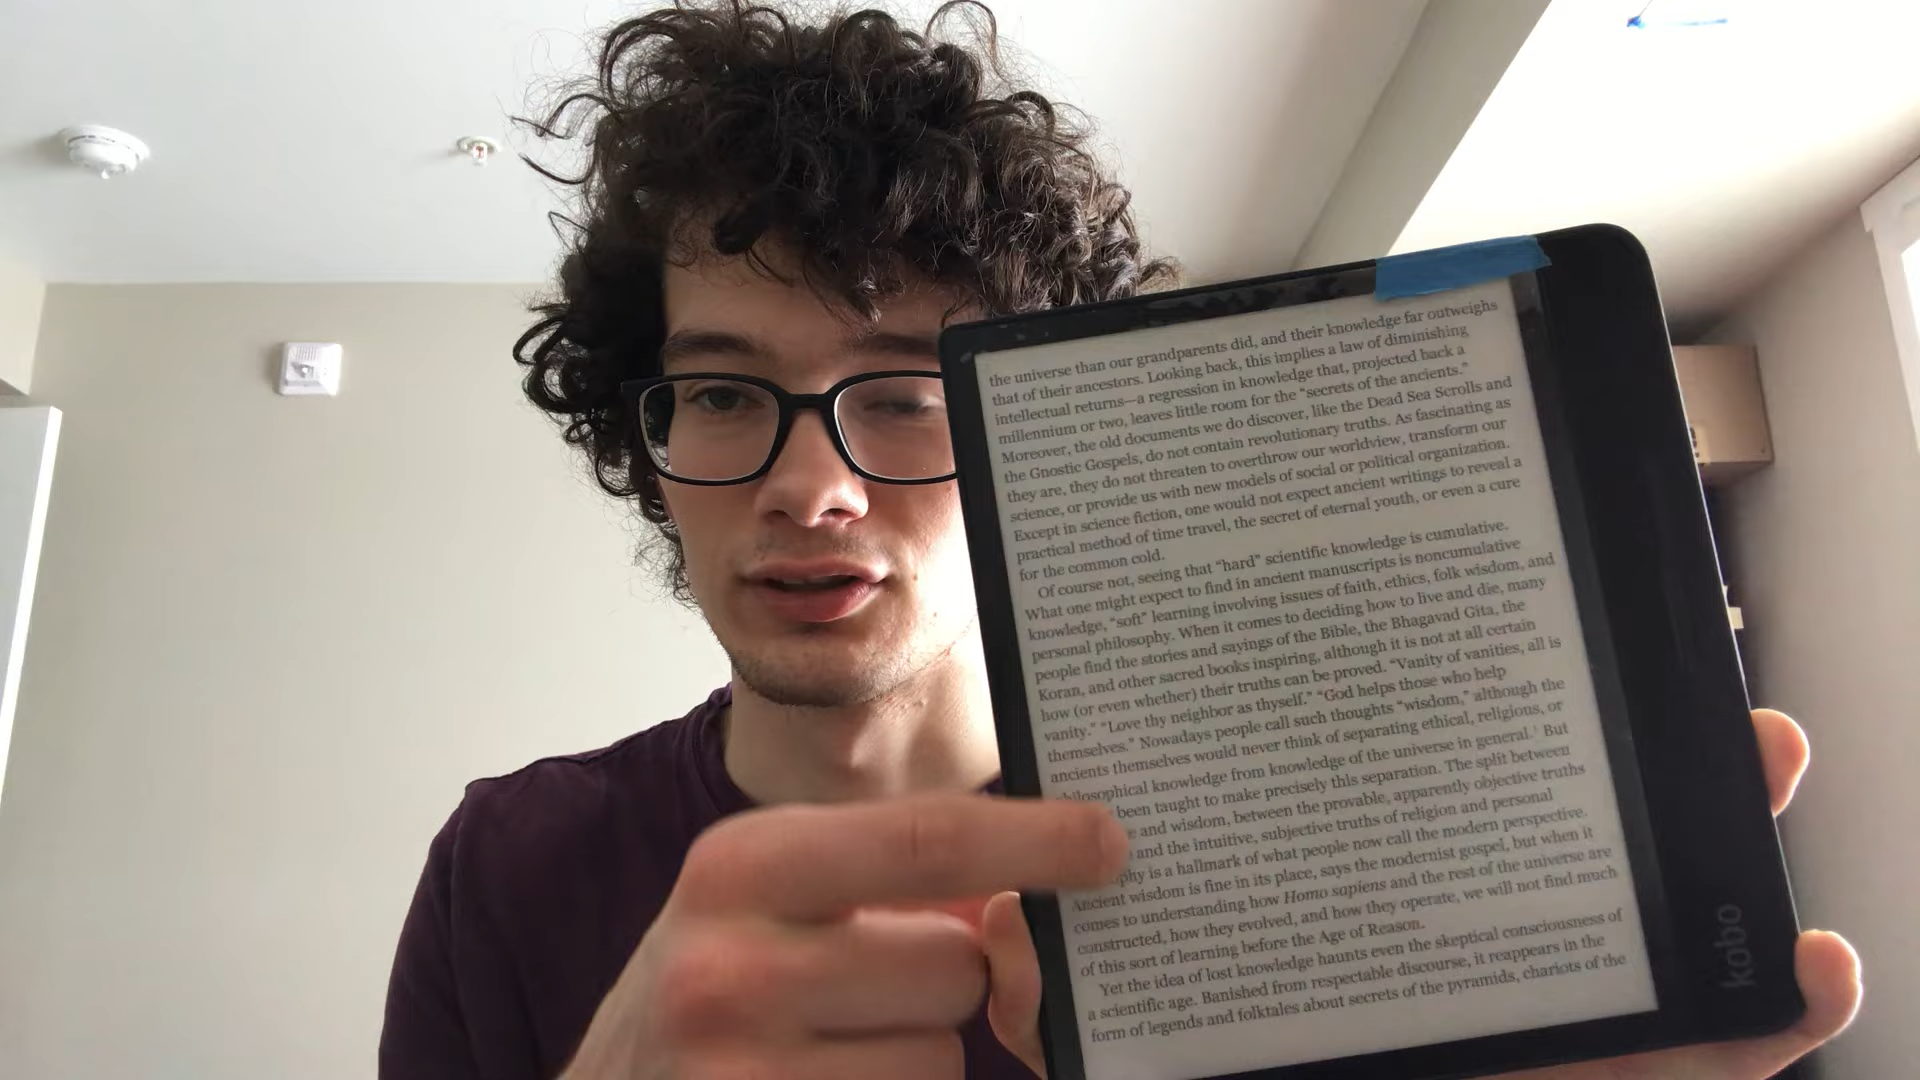 the universe than our grandparents did, and their knowledge far outweighs
that of their ancestors. Looking back, this implies a law of diminishing
intellectual returns—a regression in knowledge that, projected back a
millennium or two, leaves little room for the “secrets of the ancients.”
Moreover, the old documents we do discover, like the Dead Sea Scrolls and
the Gnostic Gospels, do not contain revolutionary truths. As fascinating as
they are, they do not threaten to overthrow our worldview, transform our
science, or provide us with new models of social or political organization.
Except in science fiction, one would not expect ancient writings to reveal a
practical method of time travel, the secret of eternal youth, or even a cure
for the common cold.
Of course not, seeing that “hard” scientific knowledge is cumulative.
What one might expect to find in ancient manuscripts is noncumulative
knowledge, “soft” learning involving issues of faith, ethics, folk wisdom, and
personal philosophy. When it comes to deciding how to live and die, many
people find the stories and sayings of the Bible, the Bhagavad Gita, the
Koran, and other sacred books inspiring, although it is not at all certain
how (or even whether) their truths can be proved. “Vanity of vanities, all is
vanity.” “Love thy neighbor as thyself.” “God helps those who help
themselves.” Nowadays people call such thoughts “wisdom,” although the
ancients themselves would never think of separating ethical, religious, or
philosophical knowledge from knowledge of the universe in general.¹ But
been taught to make precisely this separation. The split between
and wisdom, between the provable, apparently objective truths
and the intuitive, subjective truths of religion and personal
phy is a hallmark of what people now call the modern perspective.
Ancient wisdom is fine in its place, says the modernist gospel, but when it
comes to understanding how Homo sapiens and the rest of the universe are
constructed, how they evolved, and how they operate, we will not find much
of this sort of learning before the Age of Reason.
Yet the idea of lost knowledge haunts even the skeptical consciousness of
a scientific age. Banished from respectable discourse, it reappears in the
form of legends and folktales about secrets of the pyramids, chariots of the
kobo